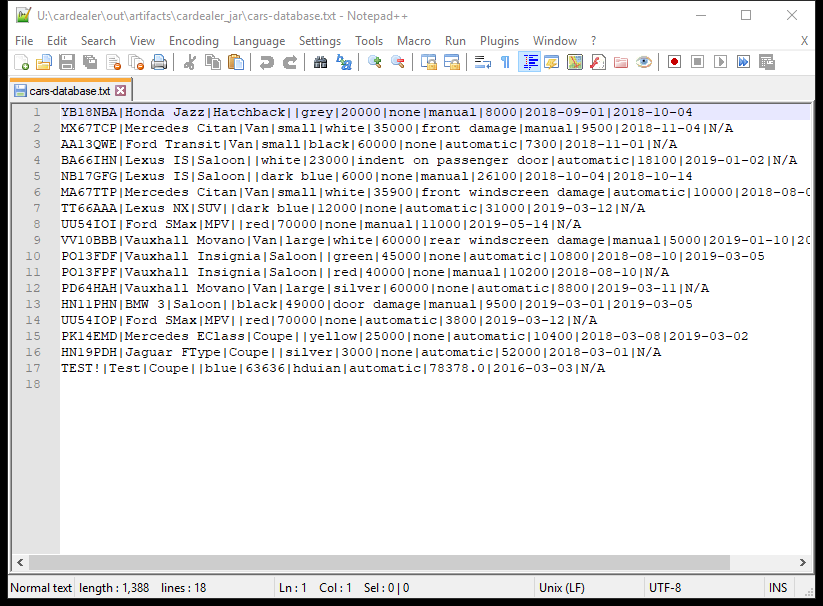 U:\cardealer\out\artifacts\cardealer_jar\cars-database.txt - Notepad++
File Edit Search View Encoding Language Settings Tools Macro Run Plugins Window ? X
cars-database.txt
1 YB18NBA|Honda Jazz|Hatchback||grey|20000|none|manual|8000|2018-09-01|2018-10-04
2 MX67TCP|Mercedes Citan|Van|small|white|35000|front damage|manual|9500|2018-11-04|N/A
3 AA13QWE|Ford Transit|Van|small|black|60000|none|automatic|7300|2018-11-01|N/A
4 BA66IHN|Lexus IS|Saloon||white|23000|indent on passenger door|automatic|18100|2019-01-02|N/A
5 NB17GFG|Lexus IS|Saloon||dark blue|6000|none|manual|26100|2018-10-04|2018-10-14
6 MA67TTP|Mercedes Citan|Van|small|white|35900|front windscreen damage|automatic|10000|2018-08-0
7 TT66AAA|Lexus NX|SUV||dark blue|12000|none|automatic|31000|2019-03-12|N/A
8 UU54IOI|Ford SMax|MPV||red|70000|none|manual|11000|2019-05-14|N/A
9 VV10BBB|Vauxhall Movano|Van|large|white|60000|rear windscreen damage|manual|5000|2019-01-10|20
10 PO13FDF|Vauxhall Insignia|Saloon||green|45000|none|automatic|10800|2018-08-10|2019-03-05
11 PO13FPF|Vauxhall Insignia|Saloon||red|40000|none|manual|10200|2018-08-10|N/A
12 PD64HAH|Vauxhall Movano|Van|large|silver|60000|none|automatic|8800|2019-03-11|N/A
13 HN11PHN|BMW 3|Saloon||black|49000|door damage|manual|9500|2019-03-01|2019-03-05
14 UU54IOP|Ford SMax|MPV||red|70000|none|automatic|3800|2019-03-12|N/A
15 PK14EMD|Mercedes EClass|Coupe||yellow|25000|none|automatic|10400|2018-03-08|2019-03-02
16 HN19PDH|Jaguar FType|Coupe||silver|3000|none|automatic|52000|2018-03-01|N/A
17 TEST!|Test|Coupe||blue|63636|hduian|automatic|78378.0|2016-03-03|N/A
18
Normal text length : 1,388 lines : 18 Ln : 1 Col : 1 Sel : 0 | 0 Unix (LF) UTF-8 INS